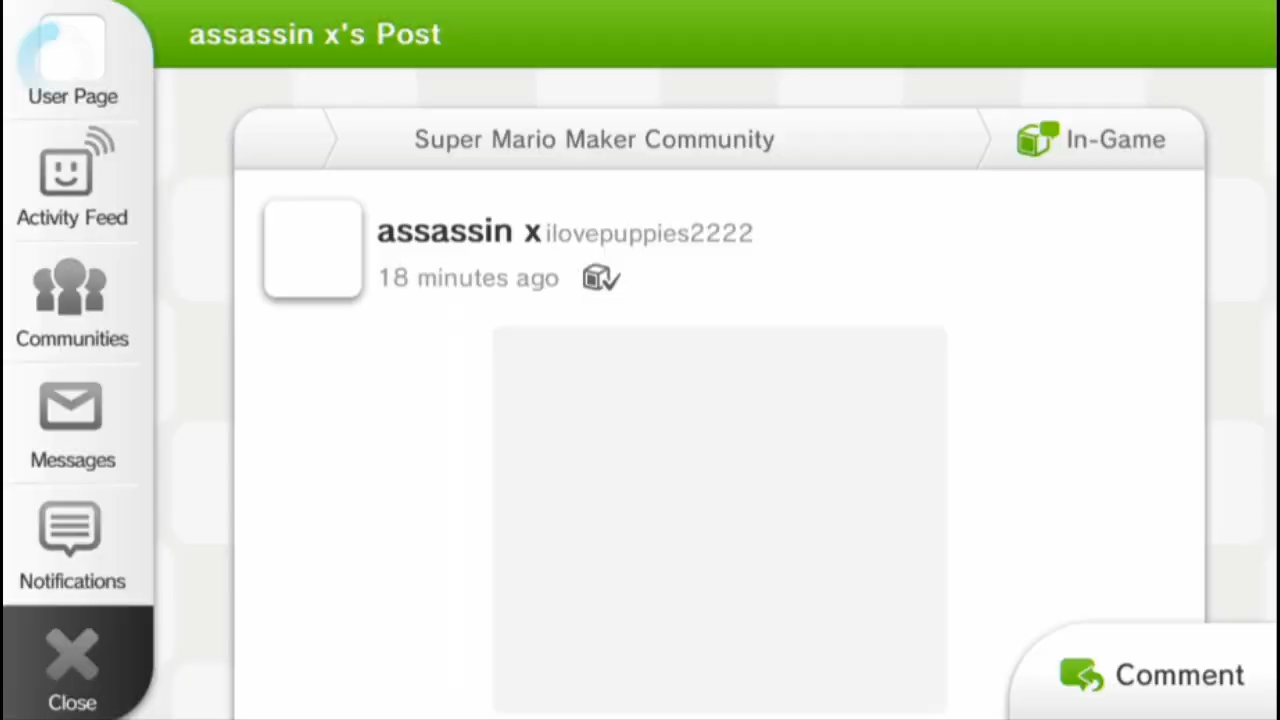 assassin x's Post
User Page
Activity Feed
Communities
Messages
Notifications
Close
Super Mario Maker Community
In-Game
assassin x ilovepuppies2222
18 minutes ago
Comment